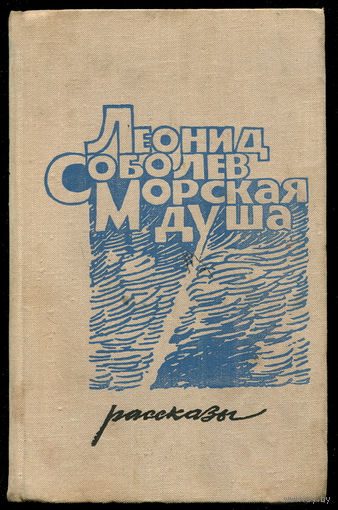 Леонид
Соболев
Морская
душа
рассказы